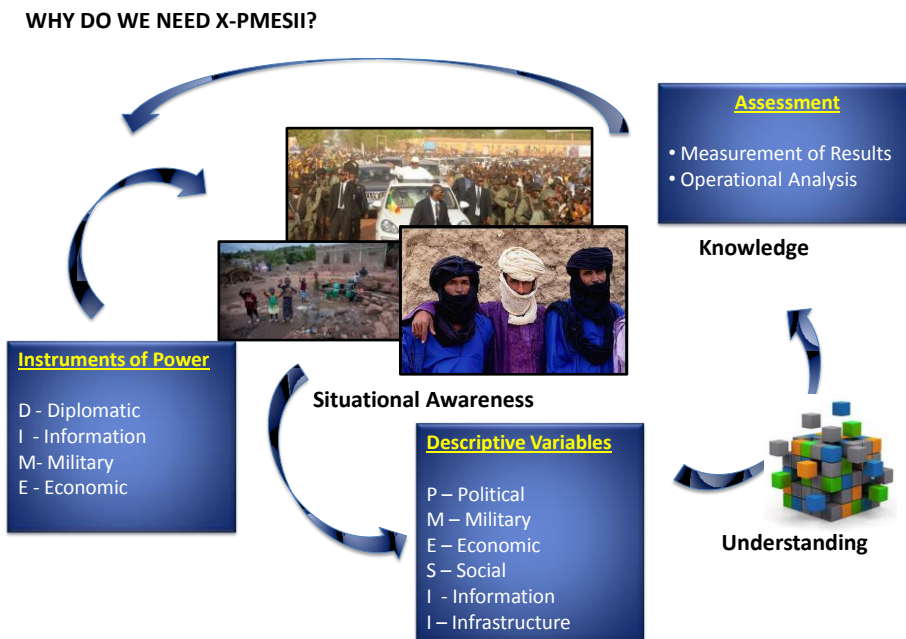 WHY DO WE NEED X-PMESII?
Assessment
• Measurement of Results
• Operational Analysis
Knowledge
Instruments of Power
D - Diplomatic
I - Information
M- Military
E - Economic
Situational Awareness
Descriptive Variables
P – Political
M – Military
E – Economic
S – Social
I - Information
I – Infrastructure
Understanding